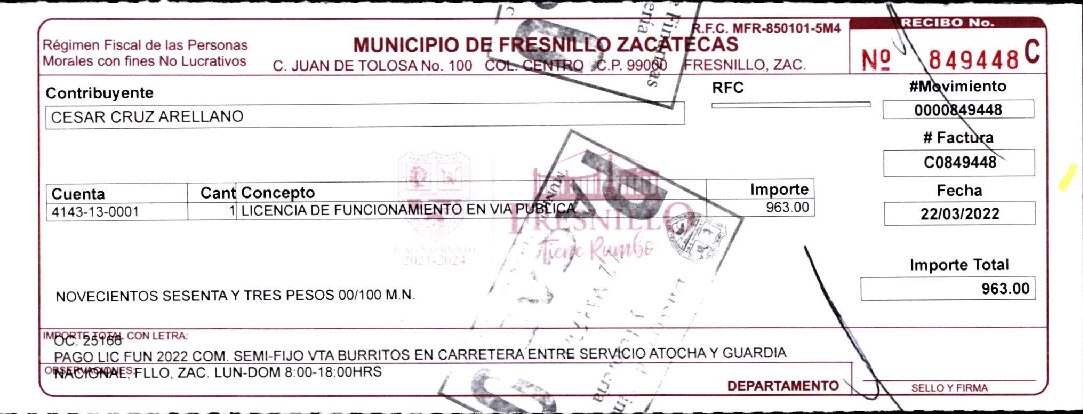 Régimen Fiscal de las Personas
Morales con fines No Lucrativos
MUNICIPIO DE FRESNILLO ZACATECAS
C. JUAN DE TOLOSA No. 100 COL. CENTRO C.P. 99000 FRESNILLO, ZAC.
R.F.C. MFR-850101-5M4
RECIBO No.
Nº 849448 C
Contribuyente
CESAR CRUZ ARELLANO
RFC
#Movimiento
0000849448
# Factura
C0849448
Fecha
22/03/2022
Cuenta Cant Concepto Importe
4143-13-0001 1 LICENCIA DE FUNCIONAMIENTO EN VIA PUBLICA 963.00
FRESNILLO
Tiene Rumbo
2021-2024
Importe Total
963.00
NOVECIENTOS SESENTA Y TRES PESOS 00/100 M.N.
IMPORTE TOTAL CON LETRA:
OC. 25168
PAGO LIC FUN 2022 COM. SEMI-FIJO VTA BURRITOS EN CARRETERA ENTRE SERVICIO ATOCHA Y GUARDIA
OBSERVACIONES:
NACIONAL, FLLO, ZAC. LUN-DOM 8:00-18:00HRS
DEPARTAMENTO
SELLO Y FIRMA